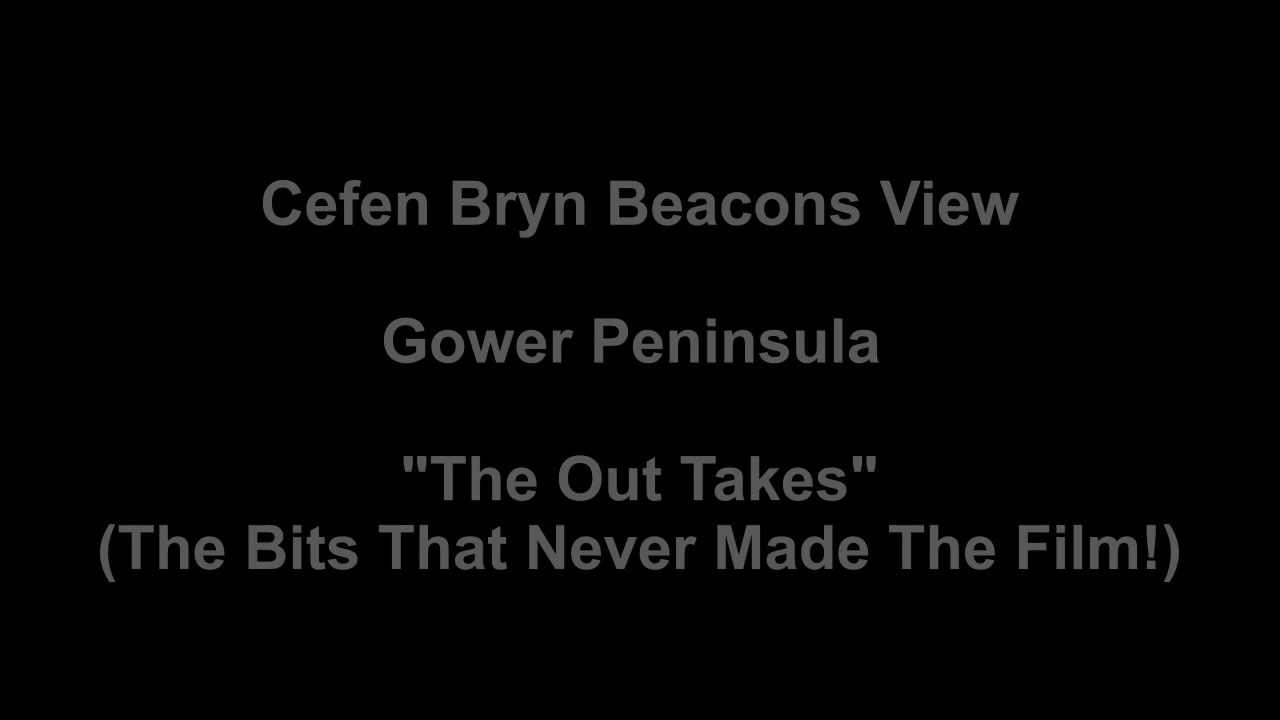 Cefen Bryn Beacons View
Gower Peninsula
"The Out Takes"
(The Bits That Never Made The Film!)